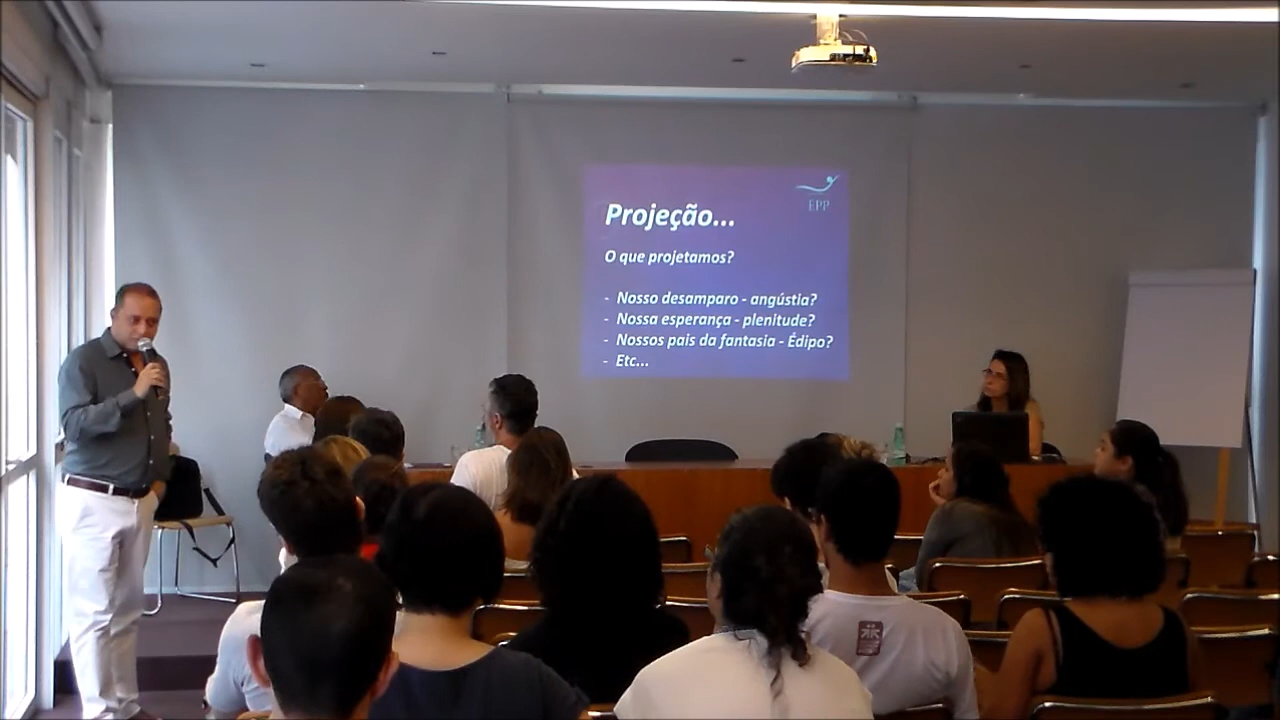 EPP
Projeção...
O que projetamos?
- Nosso desamparo - angústia?
- Nossa esperança - plenitude?
- Nossos pais da fantasia - Édipo?
- Etc...